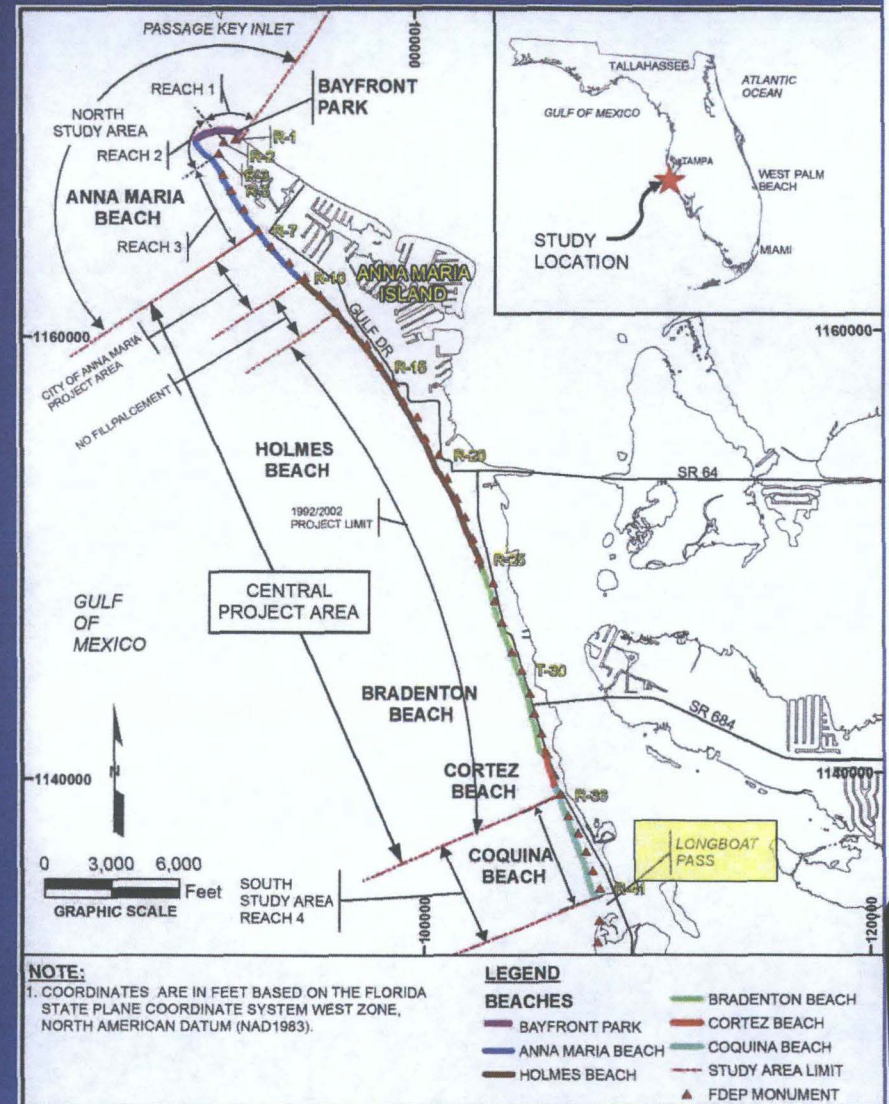 PASSAGE KEY INLET
100000
REACH 1
BAYFRONT
PARK
NORTH
STUDY AREA
REACH 2
R-1
R-2
ANNA MARIA
BEACH
REACH 3
R-7
R-10
ANNA MARIA
ISLAND
GULF DR
TALLAHASSEE
ATLANTIC
OCEAN
GULF OF MEXICO
TAMPA
WEST PALM
BEACH
STUDY
LOCATION
MIAMI
1160000
1160000
CITY OF ANNA MARIA
PROJECT AREA
NO FILLPALCEMENT
R-15
HOLMES
BEACH
R-20
SR 64
1992/2002
PROJECT LIMIT
R-25
CENTRAL
PROJECT AREA
GULF
OF
MEXICO
T-30
BRADENTON
BEACH
SR 684
CORTEZ
BEACH
1140000
1140000
N
R-36
COQUINA
BEACH
LONGBOAT
PASS
R-41
0 3,000 6,000
Feet
GRAPHIC SCALE
SOUTH
STUDY AREA
REACH 4
100000
120000
NOTE:
1. COORDINATES ARE IN FEET BASED ON THE FLORIDA
STATE PLANE COORDINATE SYSTEM WEST ZONE,
NORTH AMERICAN DATUM (NAD1983).
LEGEND
BEACHES
BAYFRONT PARK
ANNA MARIA BEACH
HOLMES BEACH
BRADENTON BEACH
CORTEZ BEACH
COQUINA BEACH
STUDY AREA LIMIT
FDEP MONUMENT